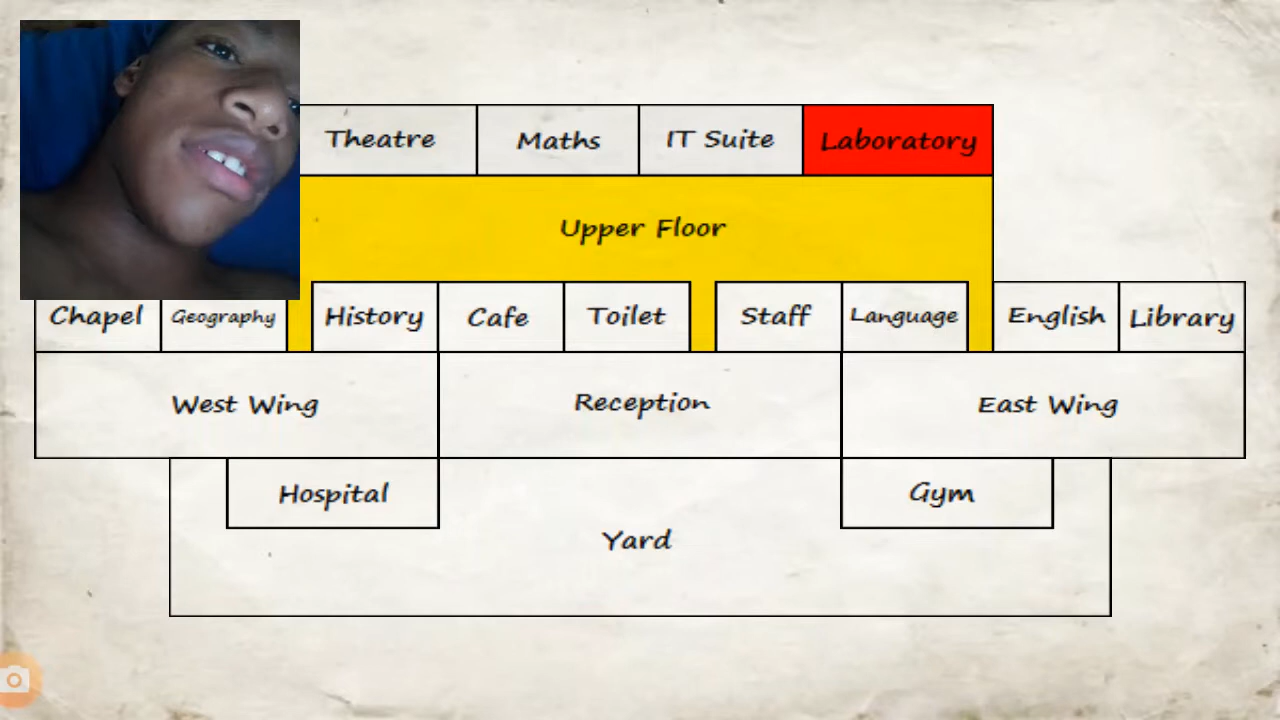 Theatre Maths IT Suite Laboratory
Upper Floor
Chapel Geography History Cafe Toilet Staff Language English Library
West Wing Reception East Wing
Hospital Gym
Yard